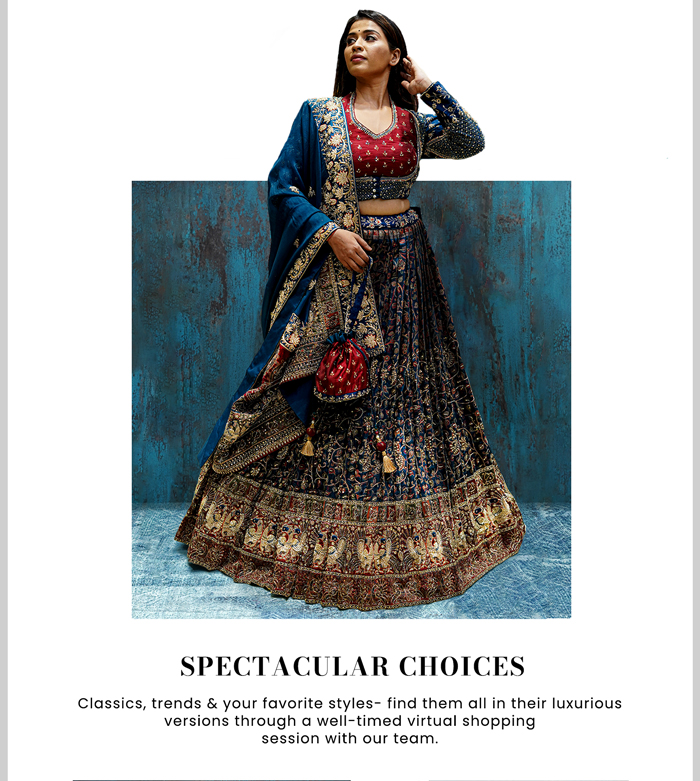 SPECTACULAR CHOICES
Classics, trends & your favorite styles- find them all in their luxurious
versions through a well-timed virtual shopping
session with our team.